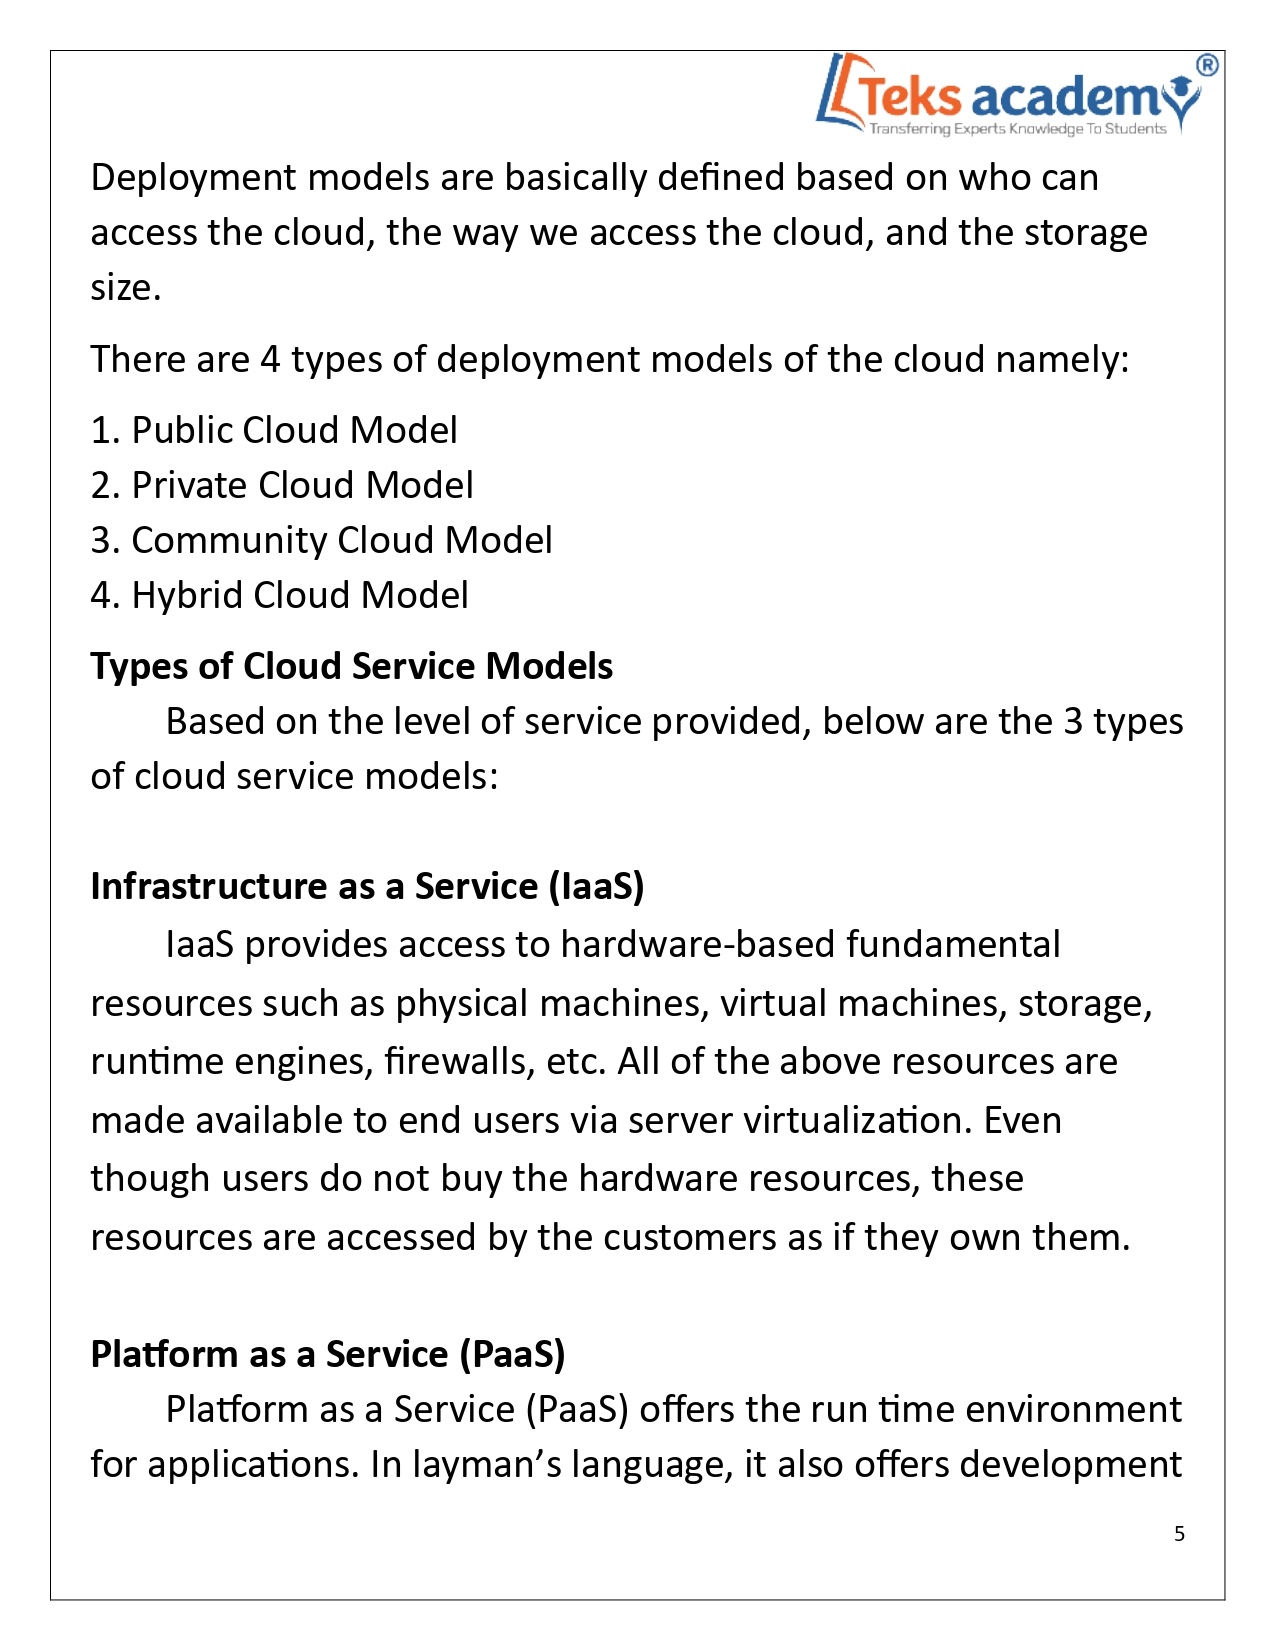 Teks academy®
Transferring Experts Knowledge To Students
Deployment models are basically defined based on who can
access the cloud, the way we access the cloud, and the storage
size.
There are 4 types of deployment models of the cloud namely:
1. Public Cloud Model
2. Private Cloud Model
3. Community Cloud Model
4. Hybrid Cloud Model
Types of Cloud Service Models
Based on the level of service provided, below are the 3 types
of cloud service models:
Infrastructure as a Service (IaaS)
IaaS provides access to hardware-based fundamental
resources such as physical machines, virtual machines, storage,
runtime engines, firewalls, etc. All of the above resources are
made available to end users via server virtualization. Even
though users do not buy the hardware resources, these
resources are accessed by the customers as if they own them.
Platform as a Service (PaaS)
Platform as a Service (PaaS) offers the run time environment
for applications. In layman’s language, it also offers development
5